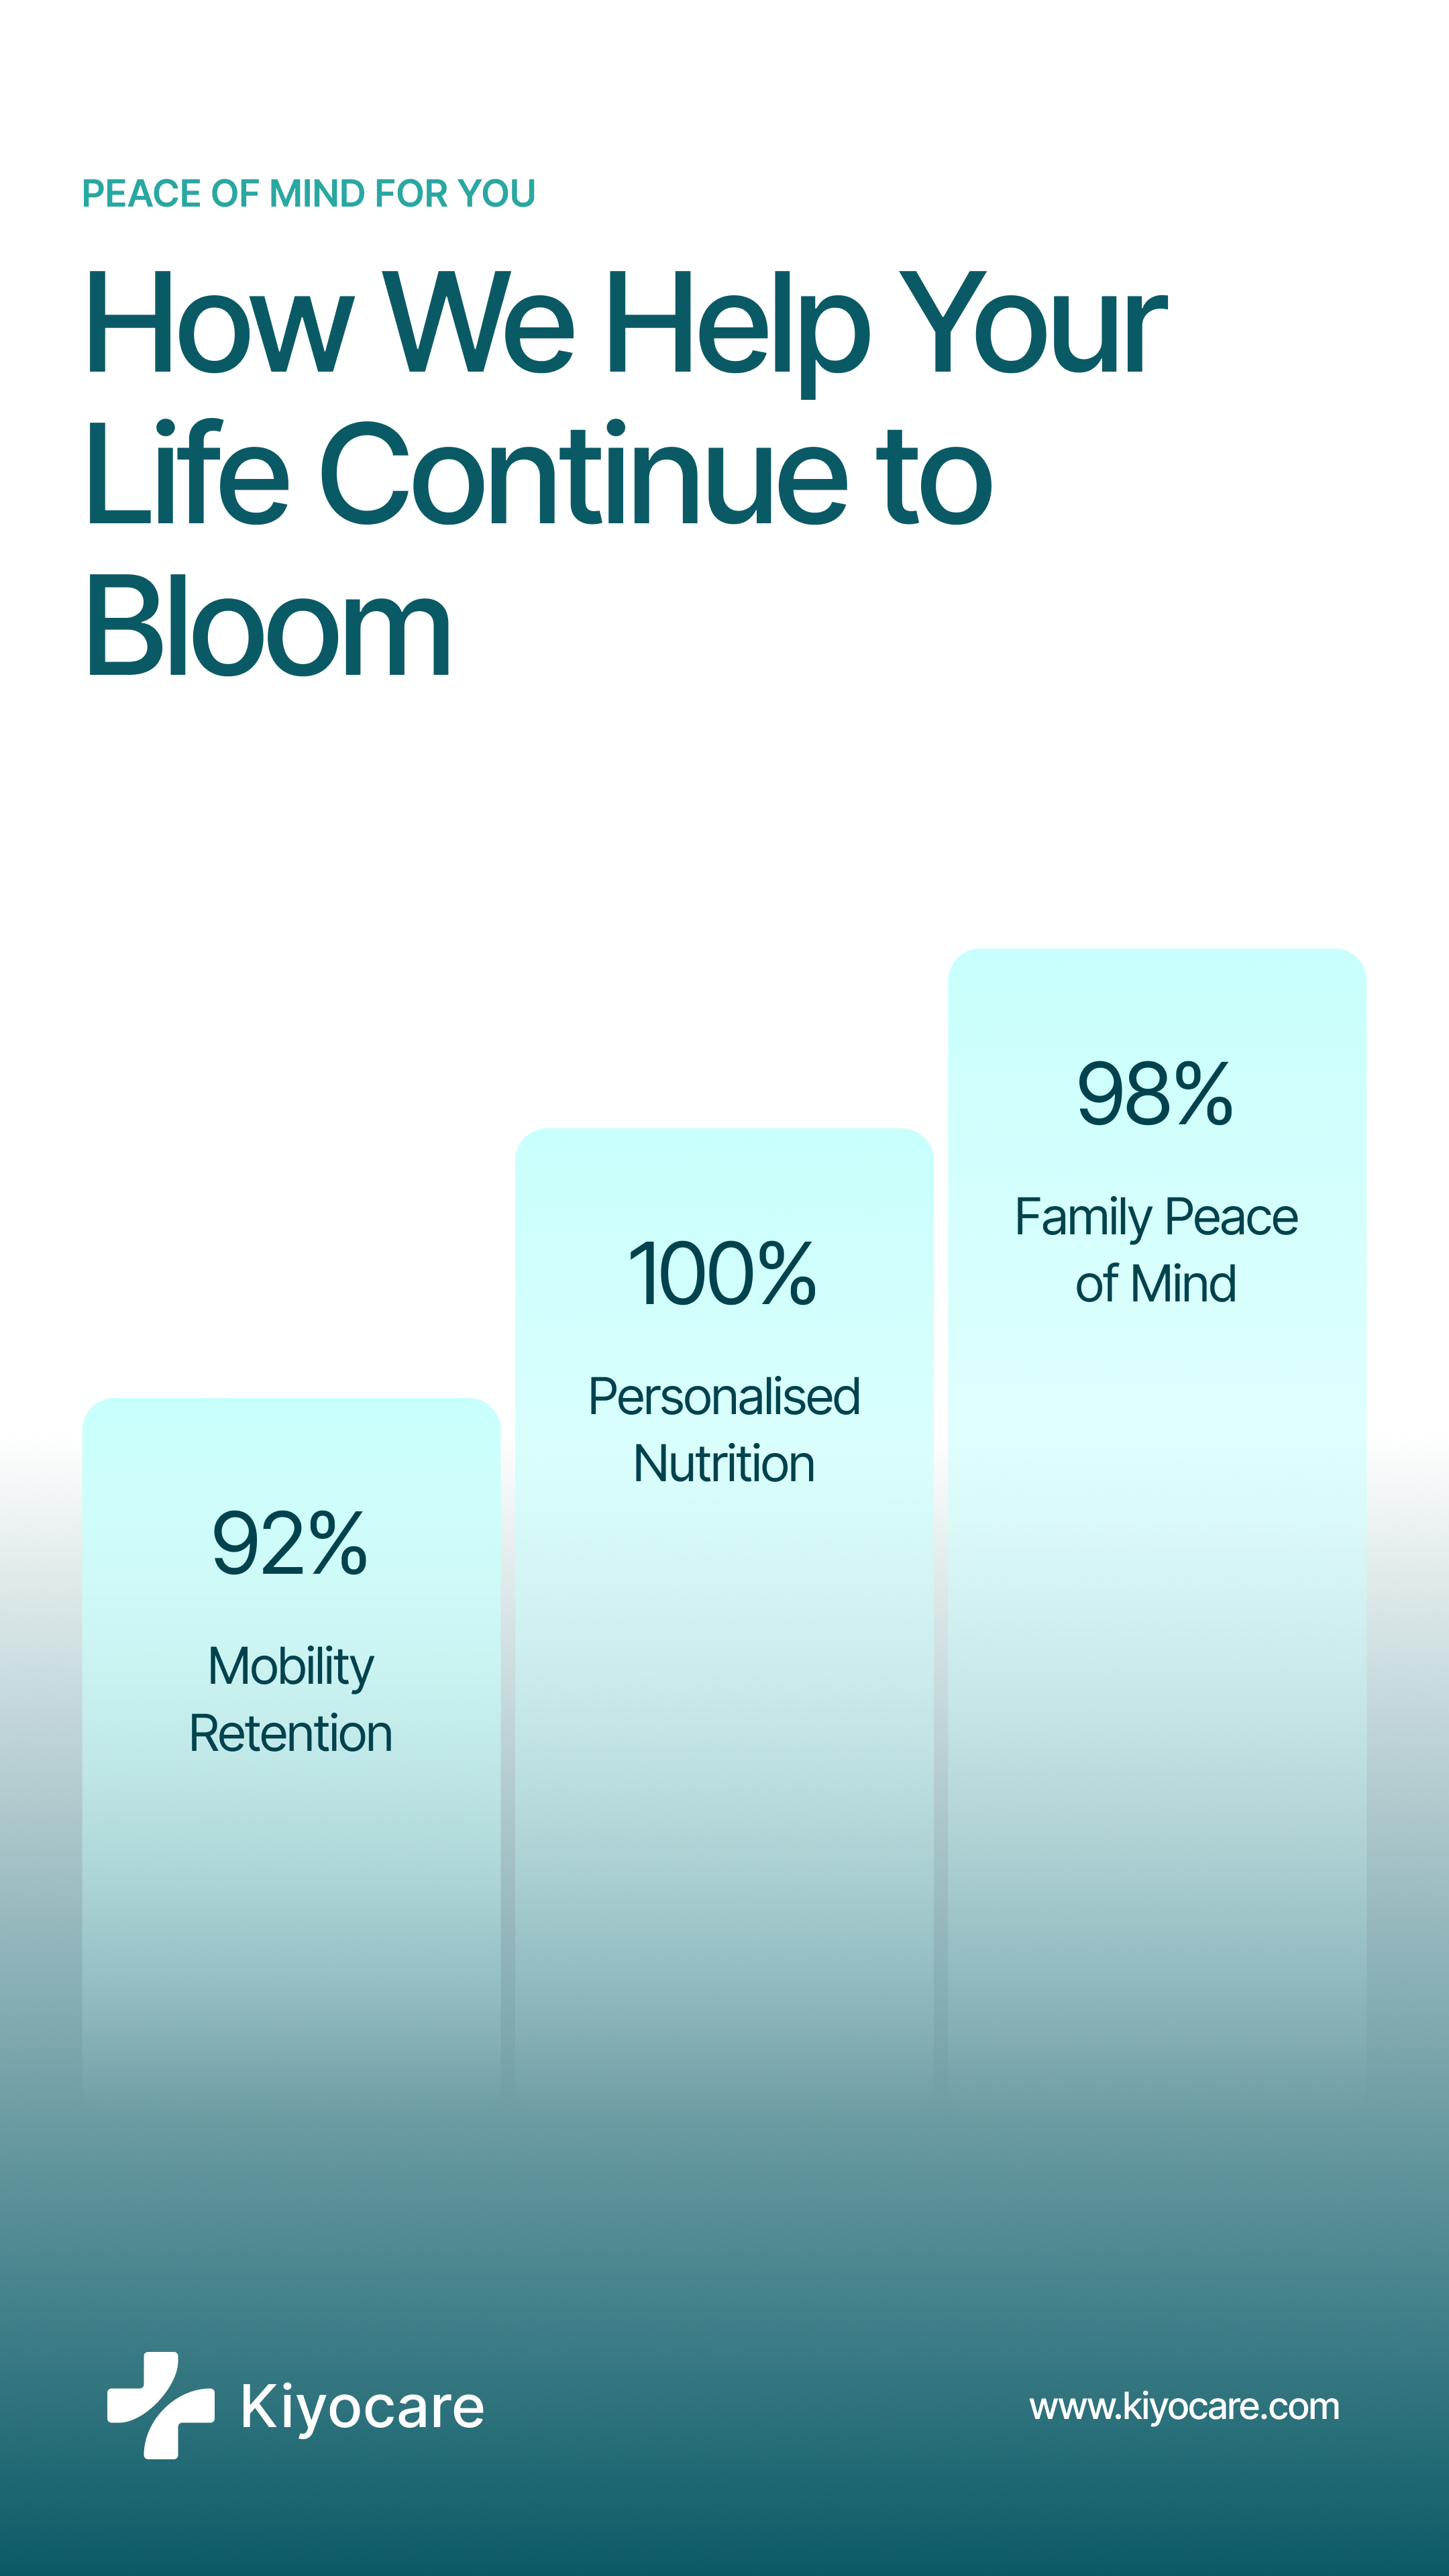 PEACE OF MIND FOR YOU
How We Help Your
Life Continue to
Bloom
92%
Mobility
Retention
100%
Personalised
Nutrition
98%
Family Peace
of Mind
Kiyocare
www.kiyocare.com